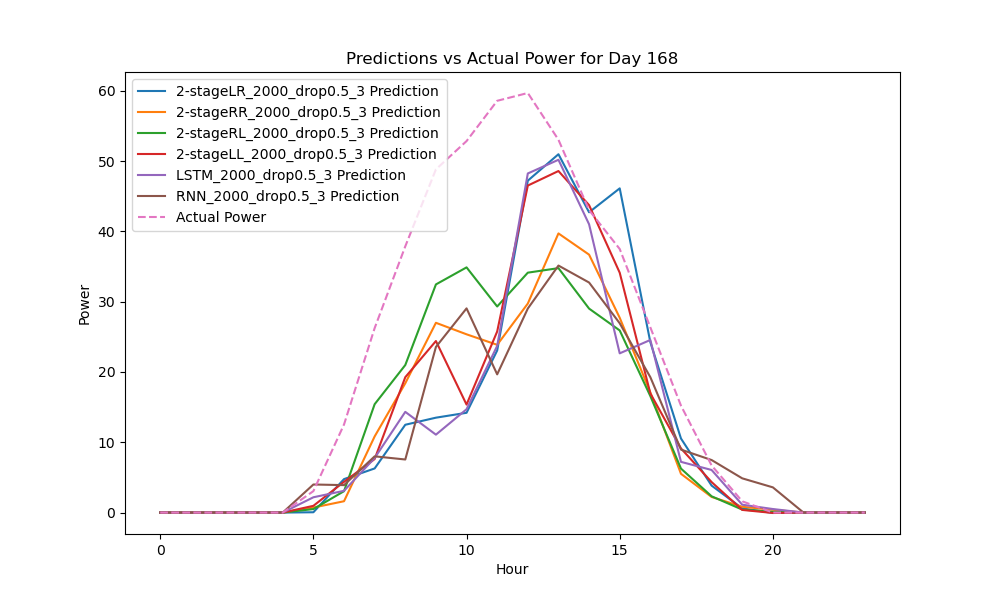 Predictions vs Actual Power for Day 168
2-stageLR_2000_drop0.5_3 Prediction
2-stageRR_2000_drop0.5_3 Prediction
2-stageRL_2000_drop0.5_3 Prediction
2-stageLL_2000_drop0.5_3 Prediction
LSTM_2000_drop0.5_3 Prediction
RNN_2000_drop0.5_3 Prediction
Actual Power
60
50
40
30
20
10
0
Power
0 5 10 15 20
Hour